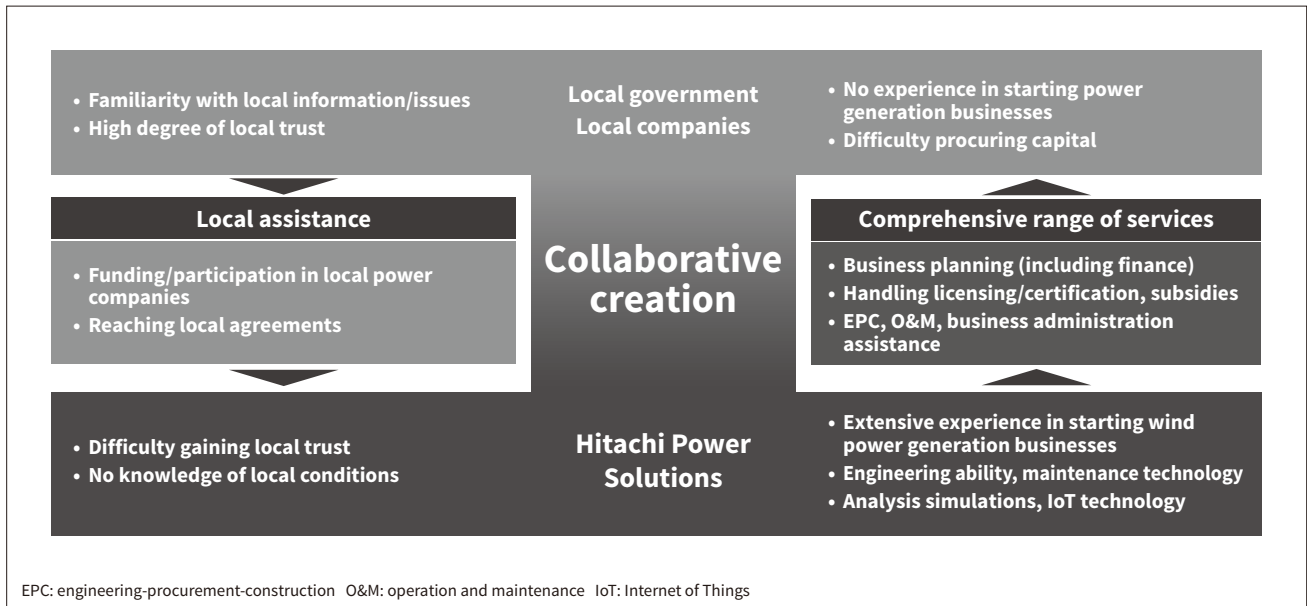 • Familiarity with local information/issues
• High degree of local trust
Local government
Local companies
• No experience in starting power
generation businesses
• Difficulty procuring capital
Local assistance
• Funding/participation in local power
companies
• Reaching local agreements
Collaborative
creation
Comprehensive range of services
• Business planning (including finance)
• Handling licensing/certification, subsidies
• EPC, O&M, business administration
assistance
• Difficulty gaining local trust
• No knowledge of local conditions
Hitachi Power
Solutions
• Extensive experience in starting wind
power generation businesses
• Engineering ability, maintenance technology
• Analysis simulations, IoT technology
EPC: engineering-procurement-construction O&M: operation and maintenance IoT: Internet of Things